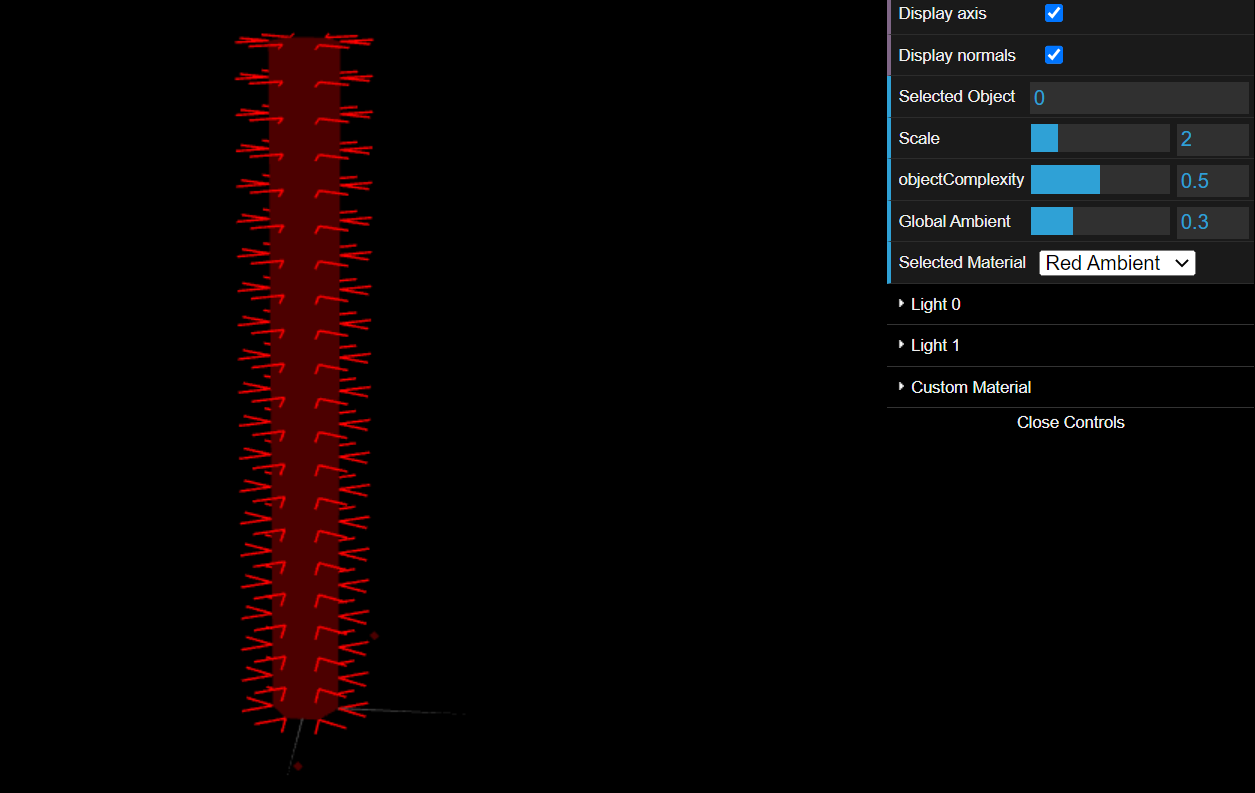 Display axis
Display normals
Selected Object 0
Scale 2
objectComplexity 0.5
Global Ambient 0.3
Selected Material Red Ambient
Light 0
Light 1
Custom Material
Close Controls